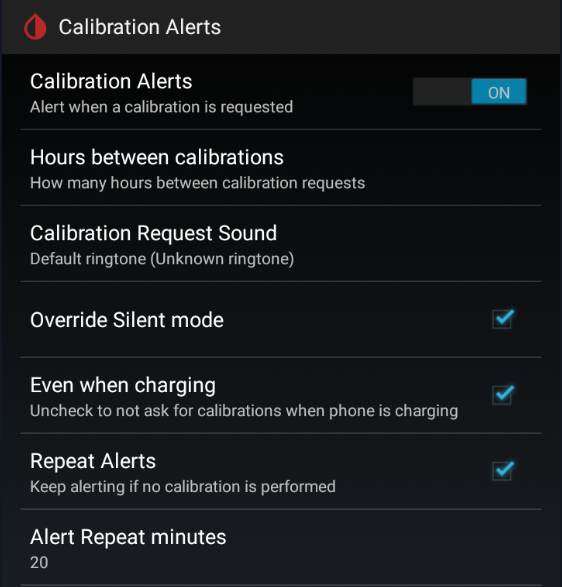 Calibration Alerts
Calibration Alerts
ON
Alert when a calibration is requested
Hours between calibrations
How many hours between calibration requests
Calibration Request Sound
Default ringtone (Unknown ringtone)
Override Silent mode
Even when charging
Uncheck to not ask for calibrations when phone is charging
Repeat Alerts
Keep alerting if no calibration is performed
Alert Repeat minutes
20